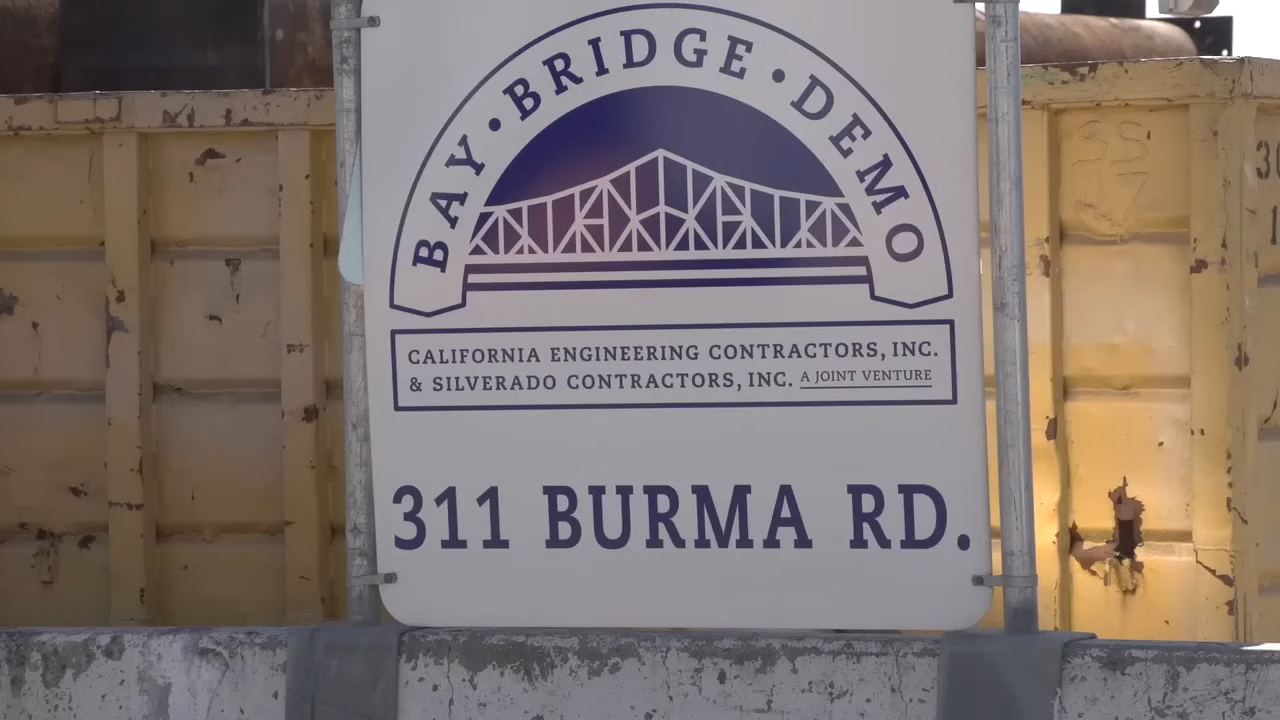 BAY • BRIDGE • DEMO
CALIFORNIA ENGINEERING CONTRACTORS, INC.
& SILVERADO CONTRACTORS, INC. A JOINT VENTURE
311 BURMA RD.